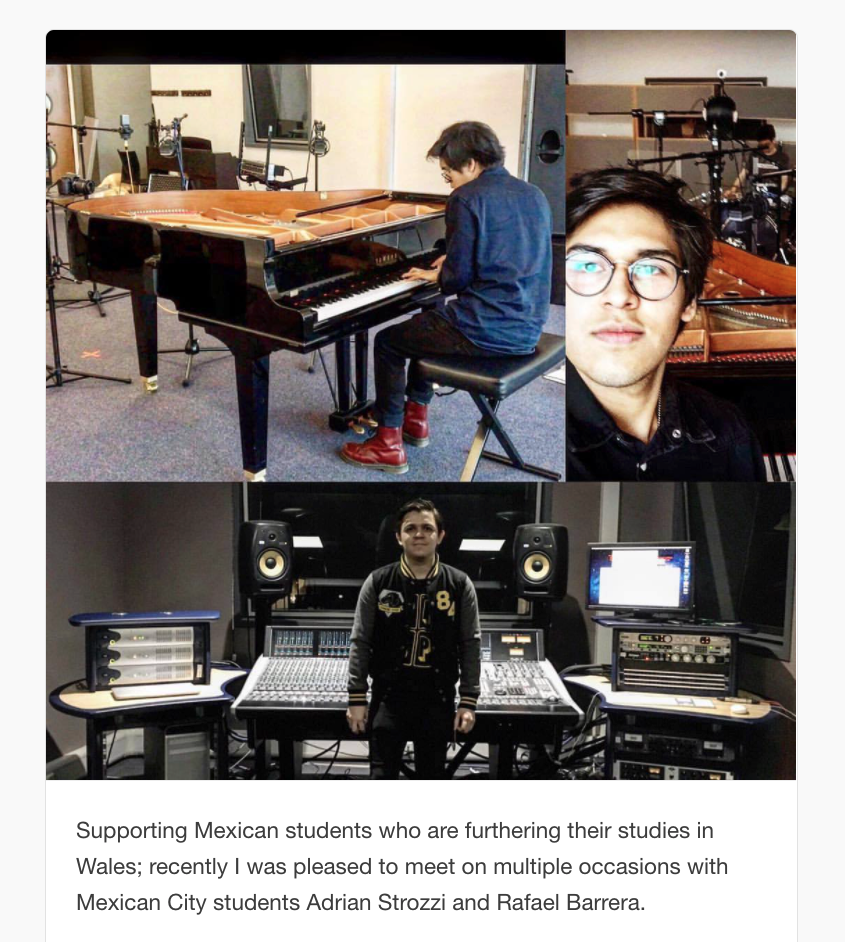 84
Supporting Mexican students who are furthering their studies in
Wales; recently I was pleased to meet on multiple occasions with
Mexican City students Adrian Strozzi and Rafael Barrera.